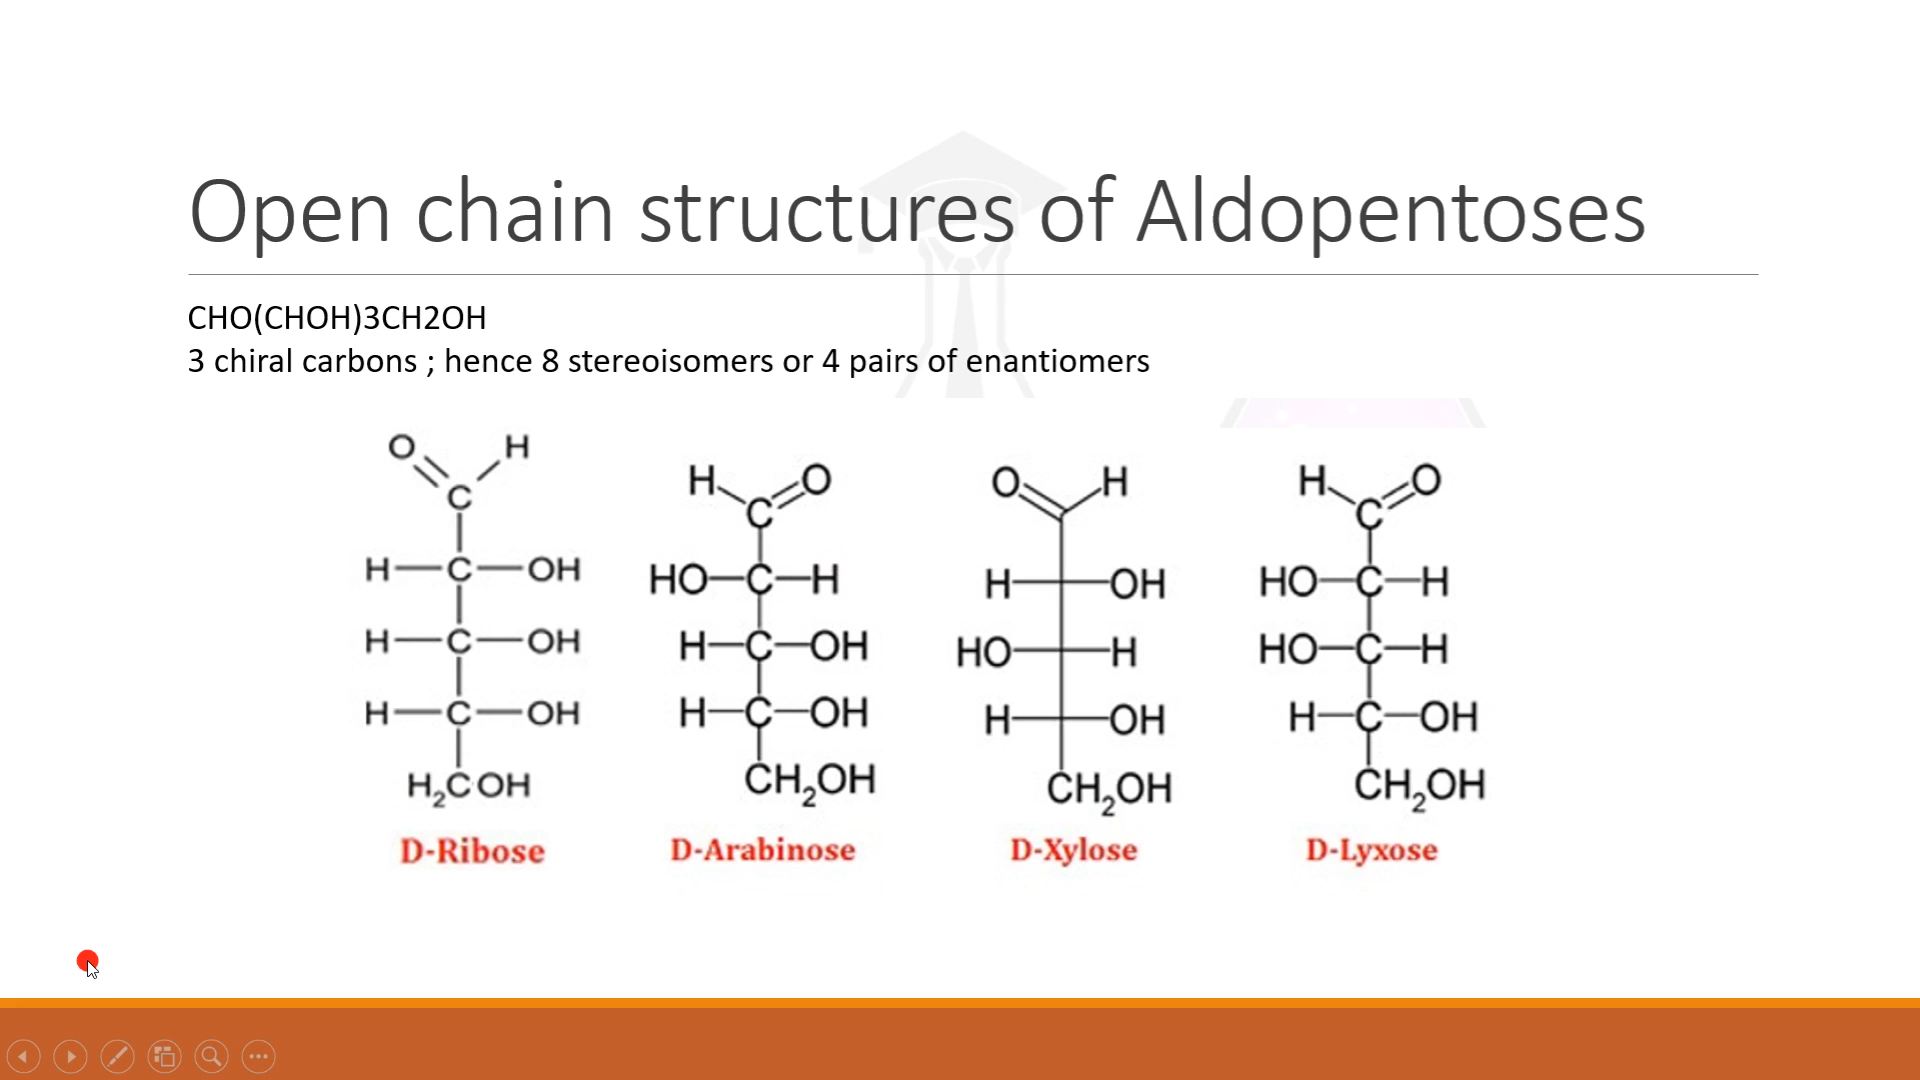 Open chain structures of Aldopentoses
CHO(CHOH)3CH2OH
3 chiral carbons ; hence 8 stereoisomers or 4 pairs of enantiomers
O H
C
H C OH
H C OH
H C OH
H₂C OH
D-Ribose
H O
C
HO C H
H C OH
H C OH
CH₂OH
D-Arabinose
O H
H OH
HO H
H OH
CH₂OH
D-Xylose
H O
C
HO C H
HO C H
H C OH
CH₂OH
D-Lyxose